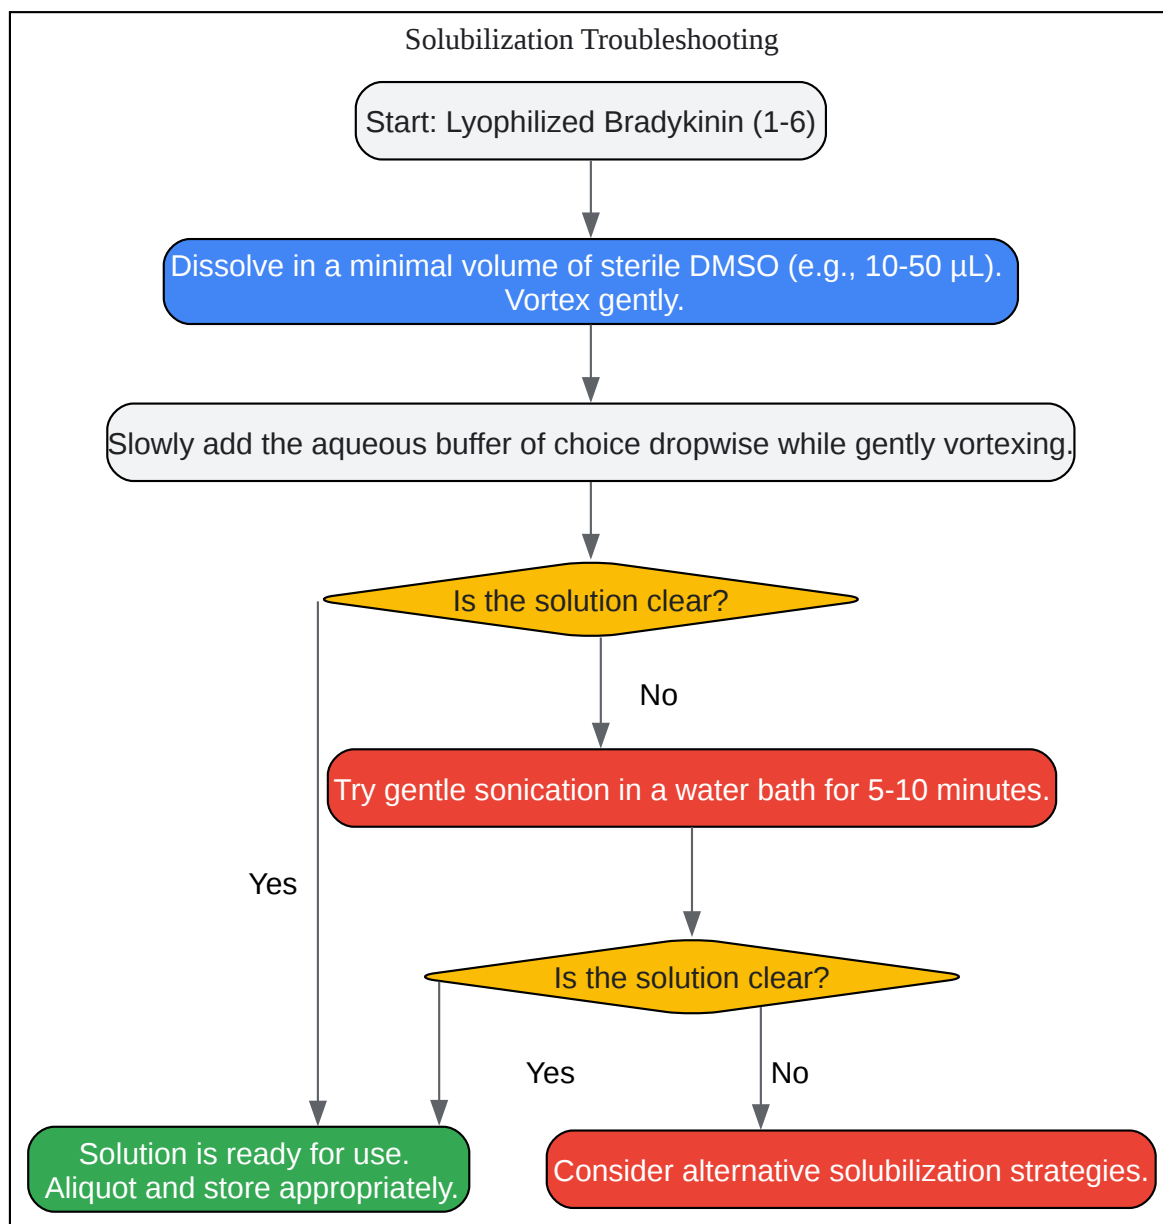 Solubilization Troubleshooting
Start: Lyophilized Bradykinin (1-6)
Dissolve in a minimal volume of sterile DMSO (e.g., 10-50 µL).
Vortex gently.
Slowly add the aqueous buffer of choice dropwise while gently vortexing.
Is the solution clear?
No
Try gentle sonication in a water bath for 5-10 minutes.
Yes
Is the solution clear?
Yes
No
Solution is ready for use.
Aliquot and store appropriately.
Consider alternative solubilization strategies.